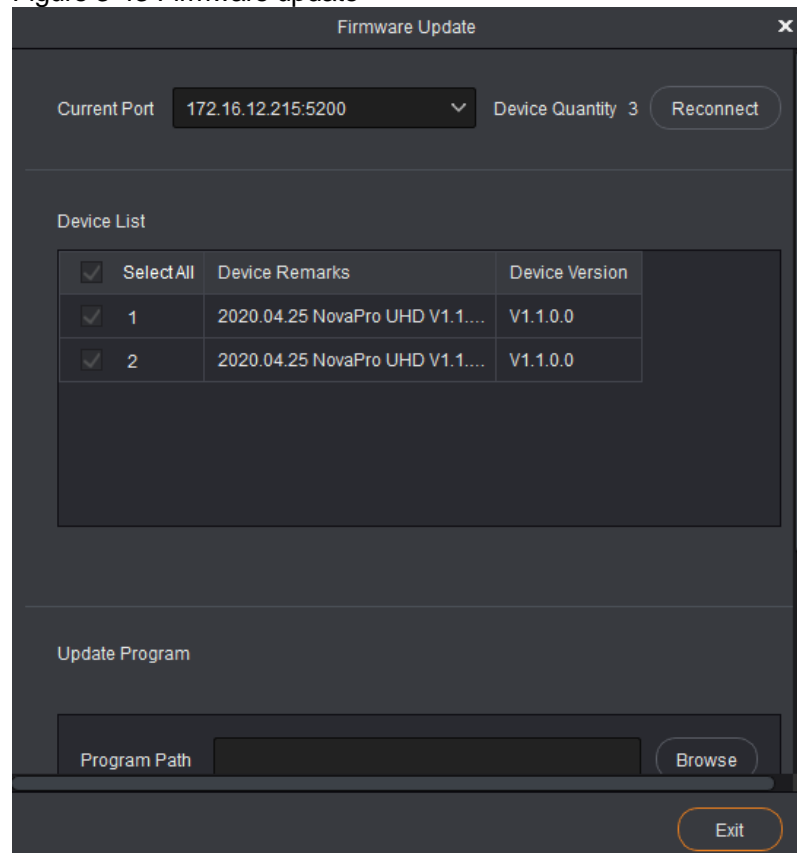 Firmware Update
Current Port 172.16.12.215:5200 Device Quantity 3 Reconnect
Device List
Select All Device Remarks Device Version
1 2020.04.25 NovaPro UHD V1.1.... V1.1.0.0
2 2020.04.25 NovaPro UHD V1.1.... V1.1.0.0
Update Program
Program Path Browse
Exit